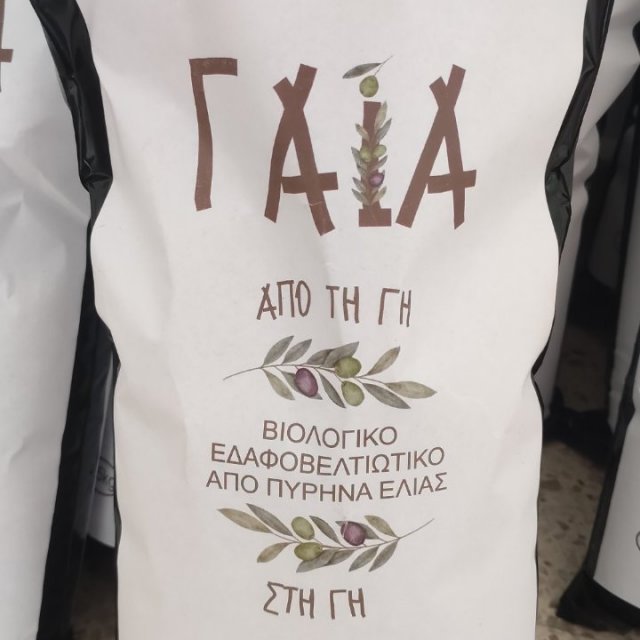 ΓΑΙΑ
ΑΠΟ ΤΗ ΓΗ
ΒΙΟΛΟΓΙΚΟ
ΕΔΑΦΟΒΕΛΤΙΩΤΙΚΟ
ΑΠΟ ΠΥΡΗΝΑ ΕΛΙΑΣ
ΣΤΗ ΓΗ